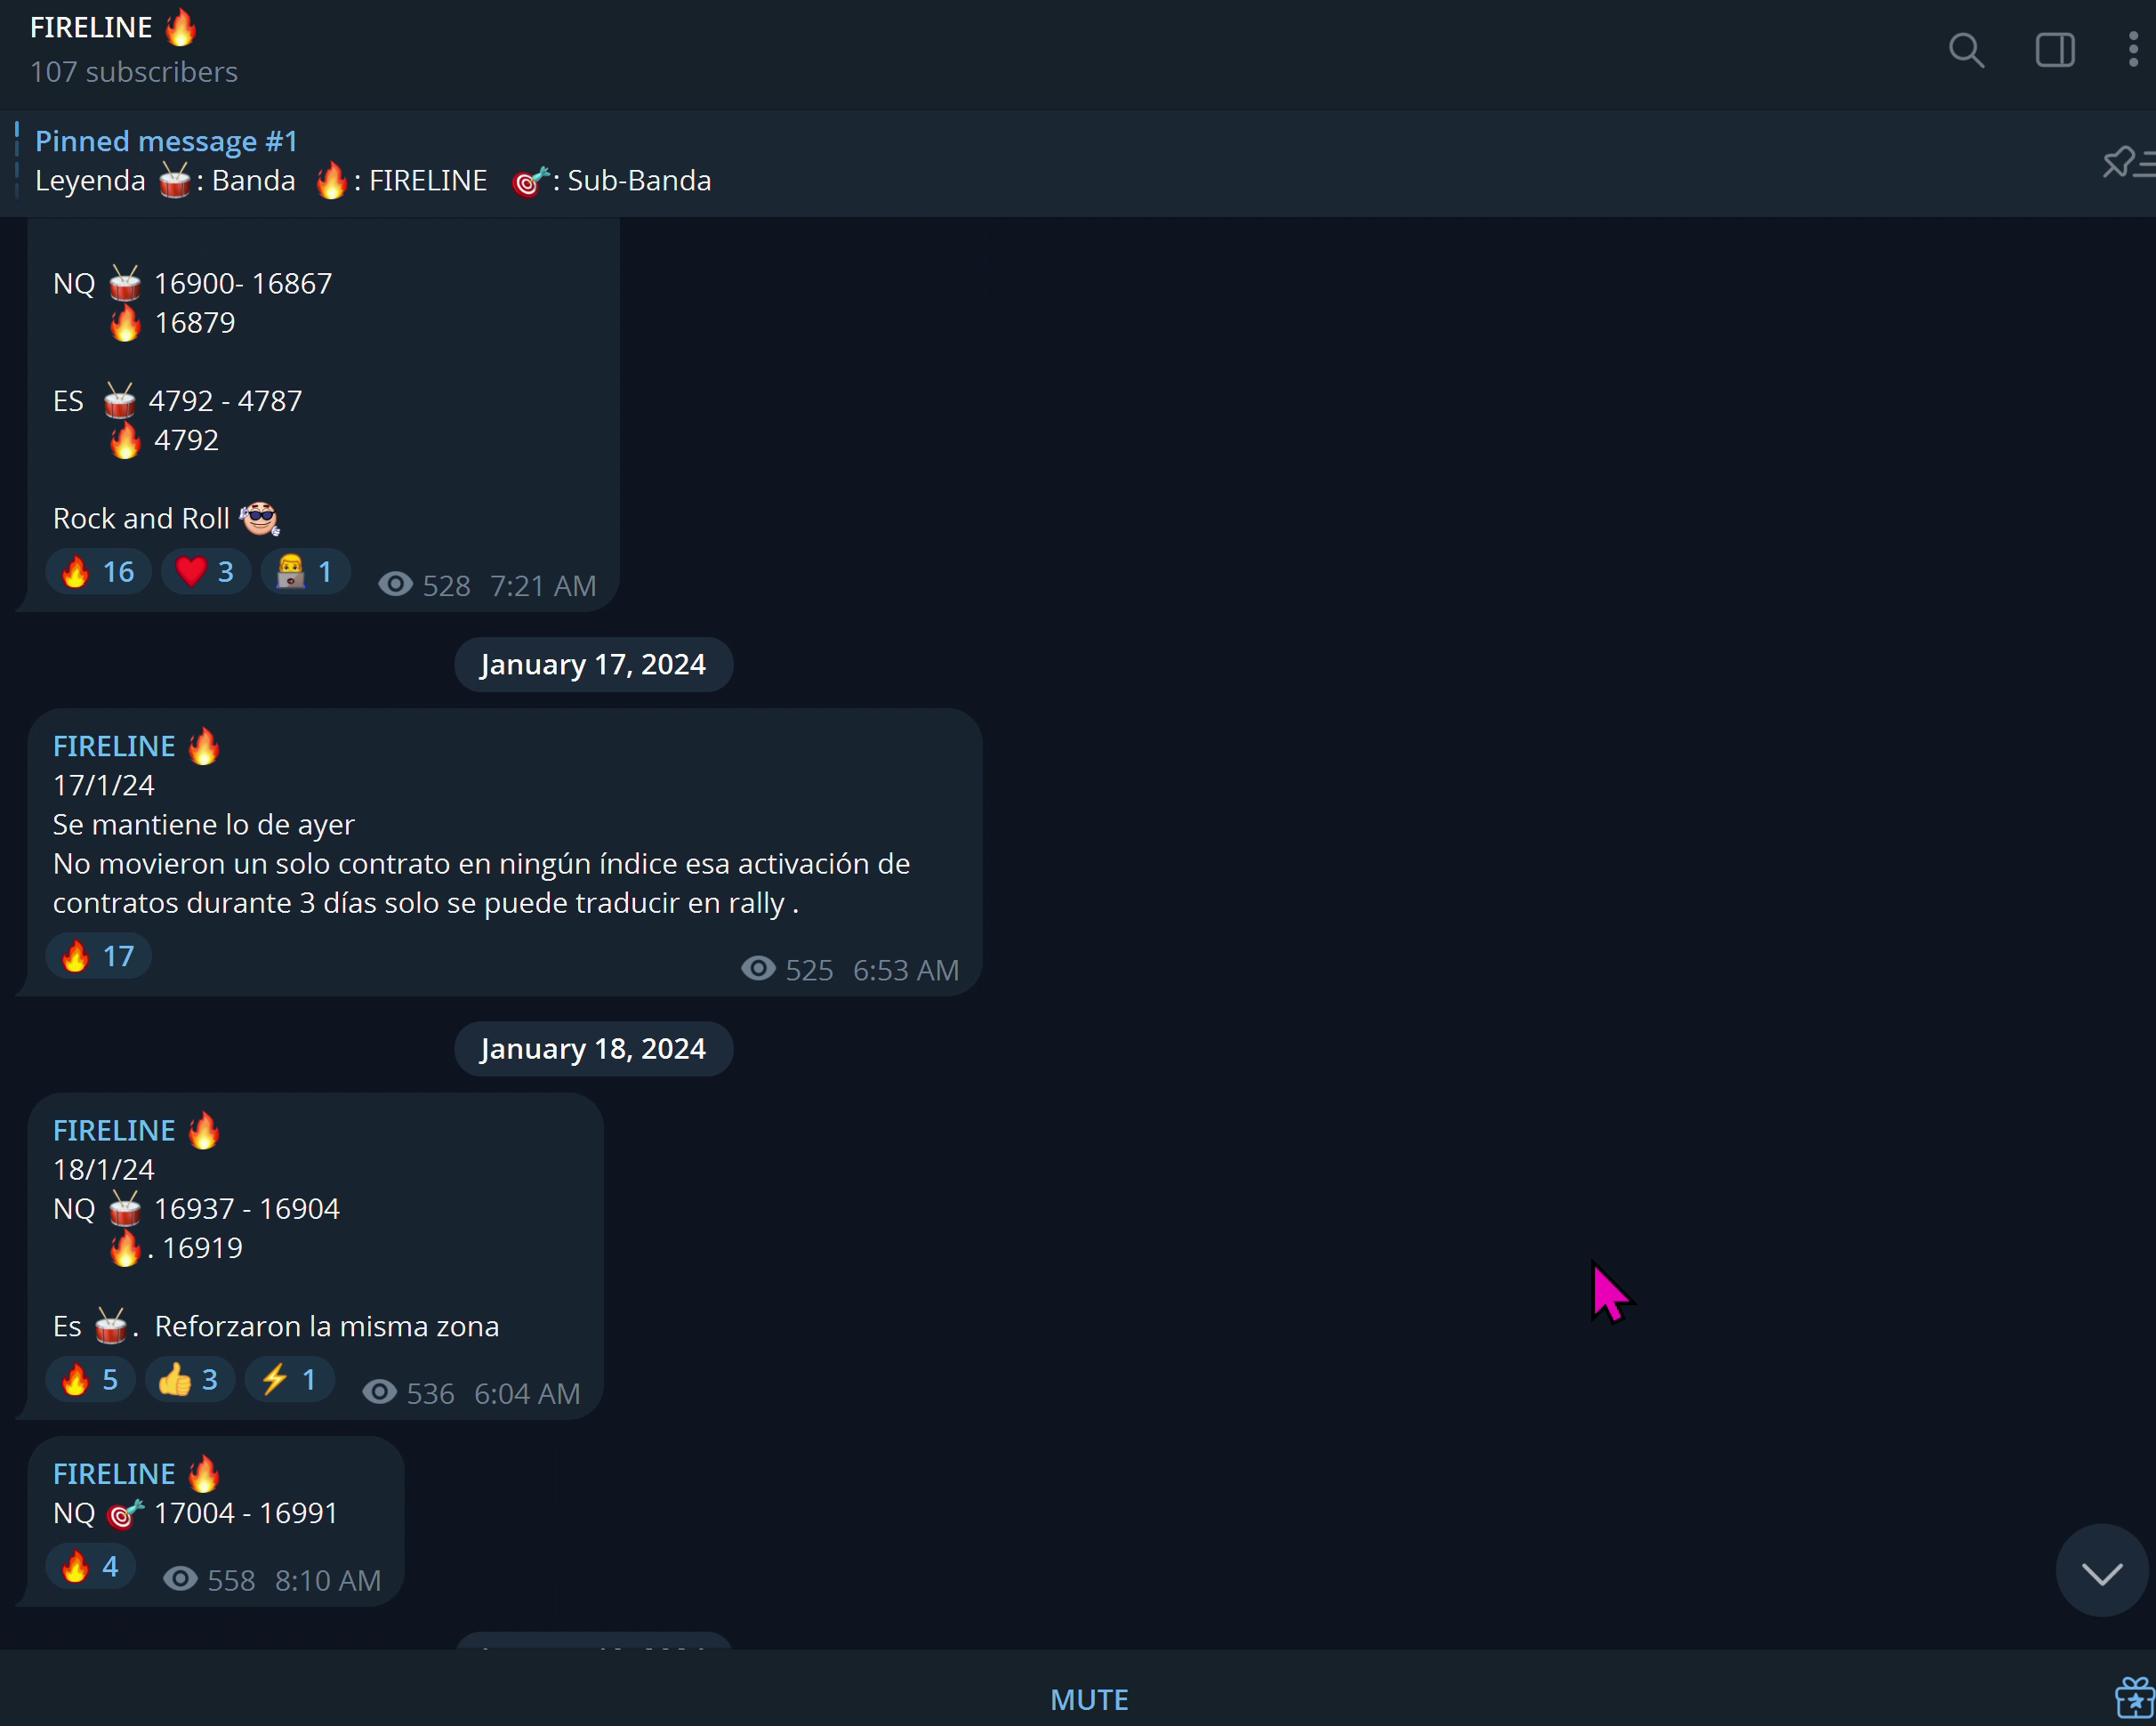 FIRELINE 🔥
107 subscribers
Pinned message #1
Leyenda 🥁: Banda 🔥: FIRELINE 🎯: Sub-Banda
NQ 🥁 16900- 16867
🔥 16879
ES 🥁 4792 - 4787
🔥 4792
Rock and Roll
🔥 16 ❤️ 3 👨‍💻 1 528 7:21 AM
January 17, 2024
FIRELINE 🔥
17/1/24
Se mantiene lo de ayer
No movieron un solo contrato en ningún índice esa activación de
contratos durante 3 días solo se puede traducir en rally .
🔥 17 525 6:53 AM
January 18, 2024
FIRELINE 🔥
18/1/24
NQ 🥁 16937 - 16904
🔥. 16919
Es 🥁. Reforzaron la misma zona
🔥 5 👍 3 ⚡ 1 536 6:04 AM
FIRELINE 🔥
NQ 🎯 17004 - 16991
🔥 4 558 8:10 AM
MUTE